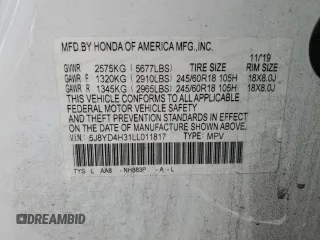 MFD.BY HONDA OF AMERICA MFG.,INC.
11/19
GVWR 2575KG (5677LBS) TIRE SIZE RIM SIZE
GAWR F 1320KG (2910LBS) 245/60R18 105H 18X8.0J
GAWR R 1345KG (2965LBS) 245/60R18 105H 18X8.0J
THIS VEHICLE CONFORMS TO ALL APPLICABLE
FEDERAL MOTOR VEHICLE SAFETY
AND THEFT PREVENTION STANDARDS IN EFFECT
ON THE DATE OF MANUFACTURE SHOWN ABOVE.
V.I.N: 5J8YD4H31LL011817 TYPE: MPV
TYS L AA8 -NH883P -A -L
DREAMBID.COM